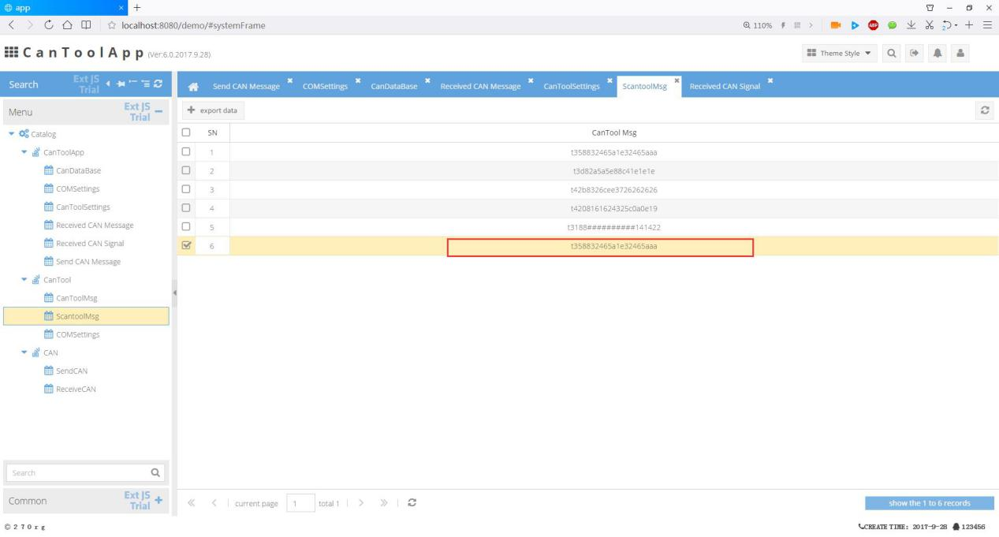 app
localhost:8080/demo/#systemFrame
110%
ABP
2
CanToolApp (Ver:6.0.2017.9.28)
Theme Style
Search
Ext JS
Trial
Menu
Ext JS
Trial
Catalog
CanToolApp
CanDataBase
COMSettings
CanToolSettings
Received CAN Message
Received CAN Signal
Send CAN Message
CanTool
CanToolMsg
ScantoolMsg
COMSettings
CAN
SendCAN
ReceiveCAN
Search
Common
Ext JS
Trial
Send CAN Message
COMSettings
CanDataBase
Received CAN Message
CanToolSettings
ScantoolMsg
Received CAN Signal
export data
SN CanTool Msg
1 t358832465a1e32465aaa
2 t3d82a5a5e88c41e1e1e
3 t42b8326cee3726262626
4 t4208161624325c0a0e19
5 t3188##########141422
6 t358832465a1e32465aaa
current page 1 total 1
show the 1 to 6 records
©270rg
CREATE TIME: 2017-9-28 123456